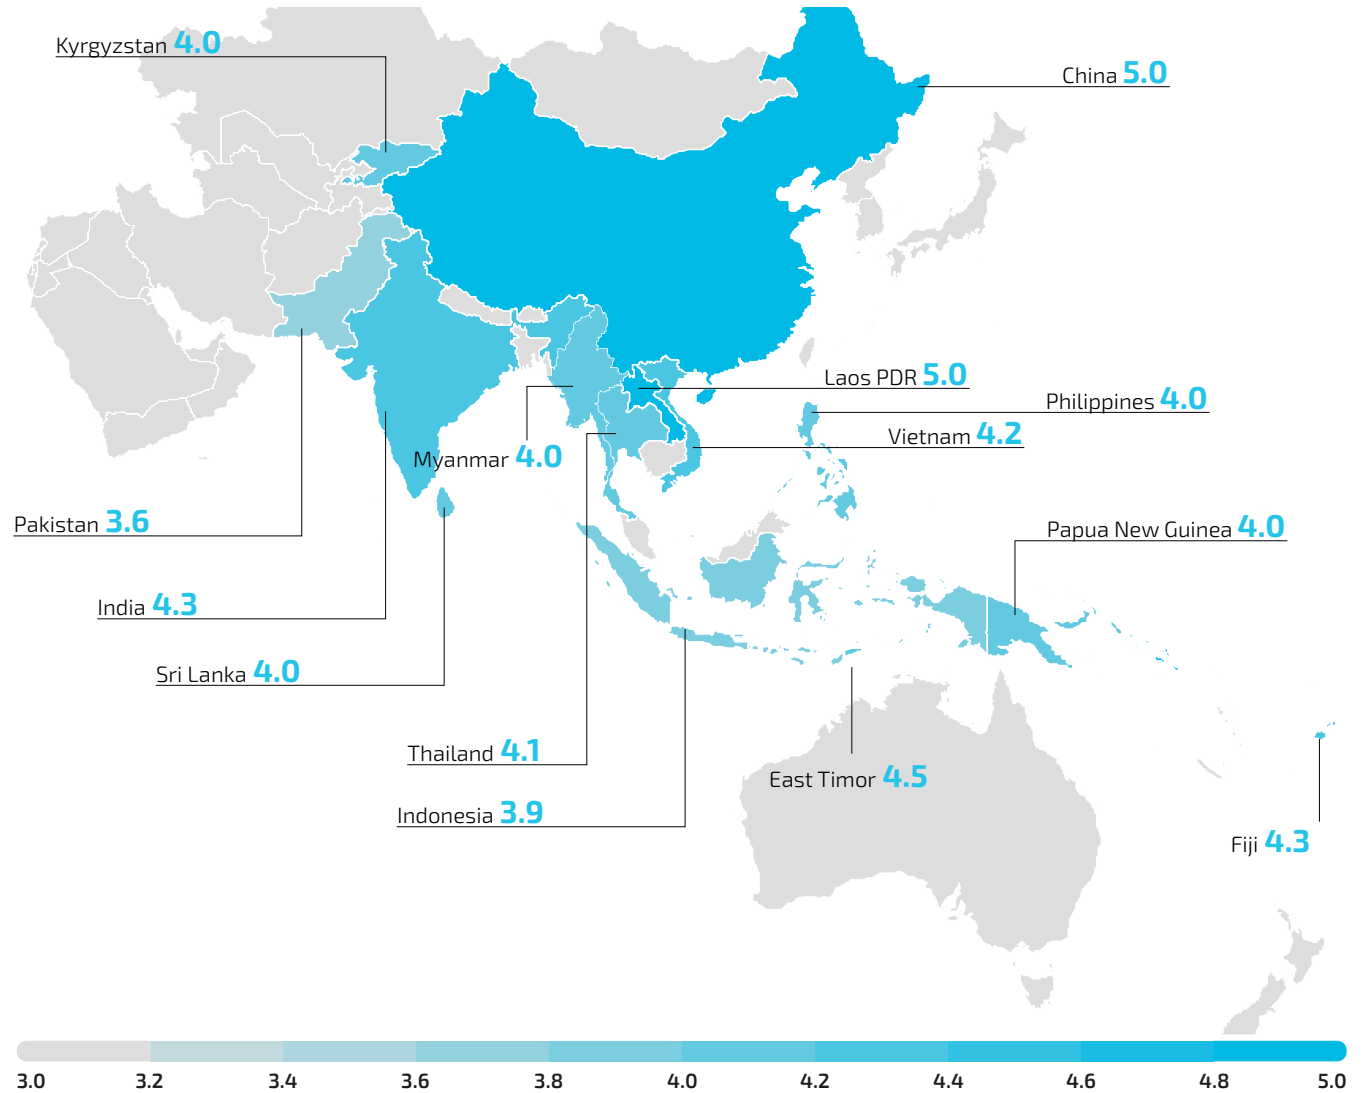 Kyrgyzstan 4.0
China 5.0
Laos PDR 5.0
Philippines 4.0
Vietnam 4.2
Myanmar 4.0
Pakistan 3.6
Papua New Guinea 4.0
India 4.3
Sri Lanka 4.0
Thailand 4.1
East Timor 4.5
Indonesia 3.9
Fiji 4.3
3.0 3.2 3.4 3.6 3.8 4.0 4.2 4.4 4.6 4.8 5.0